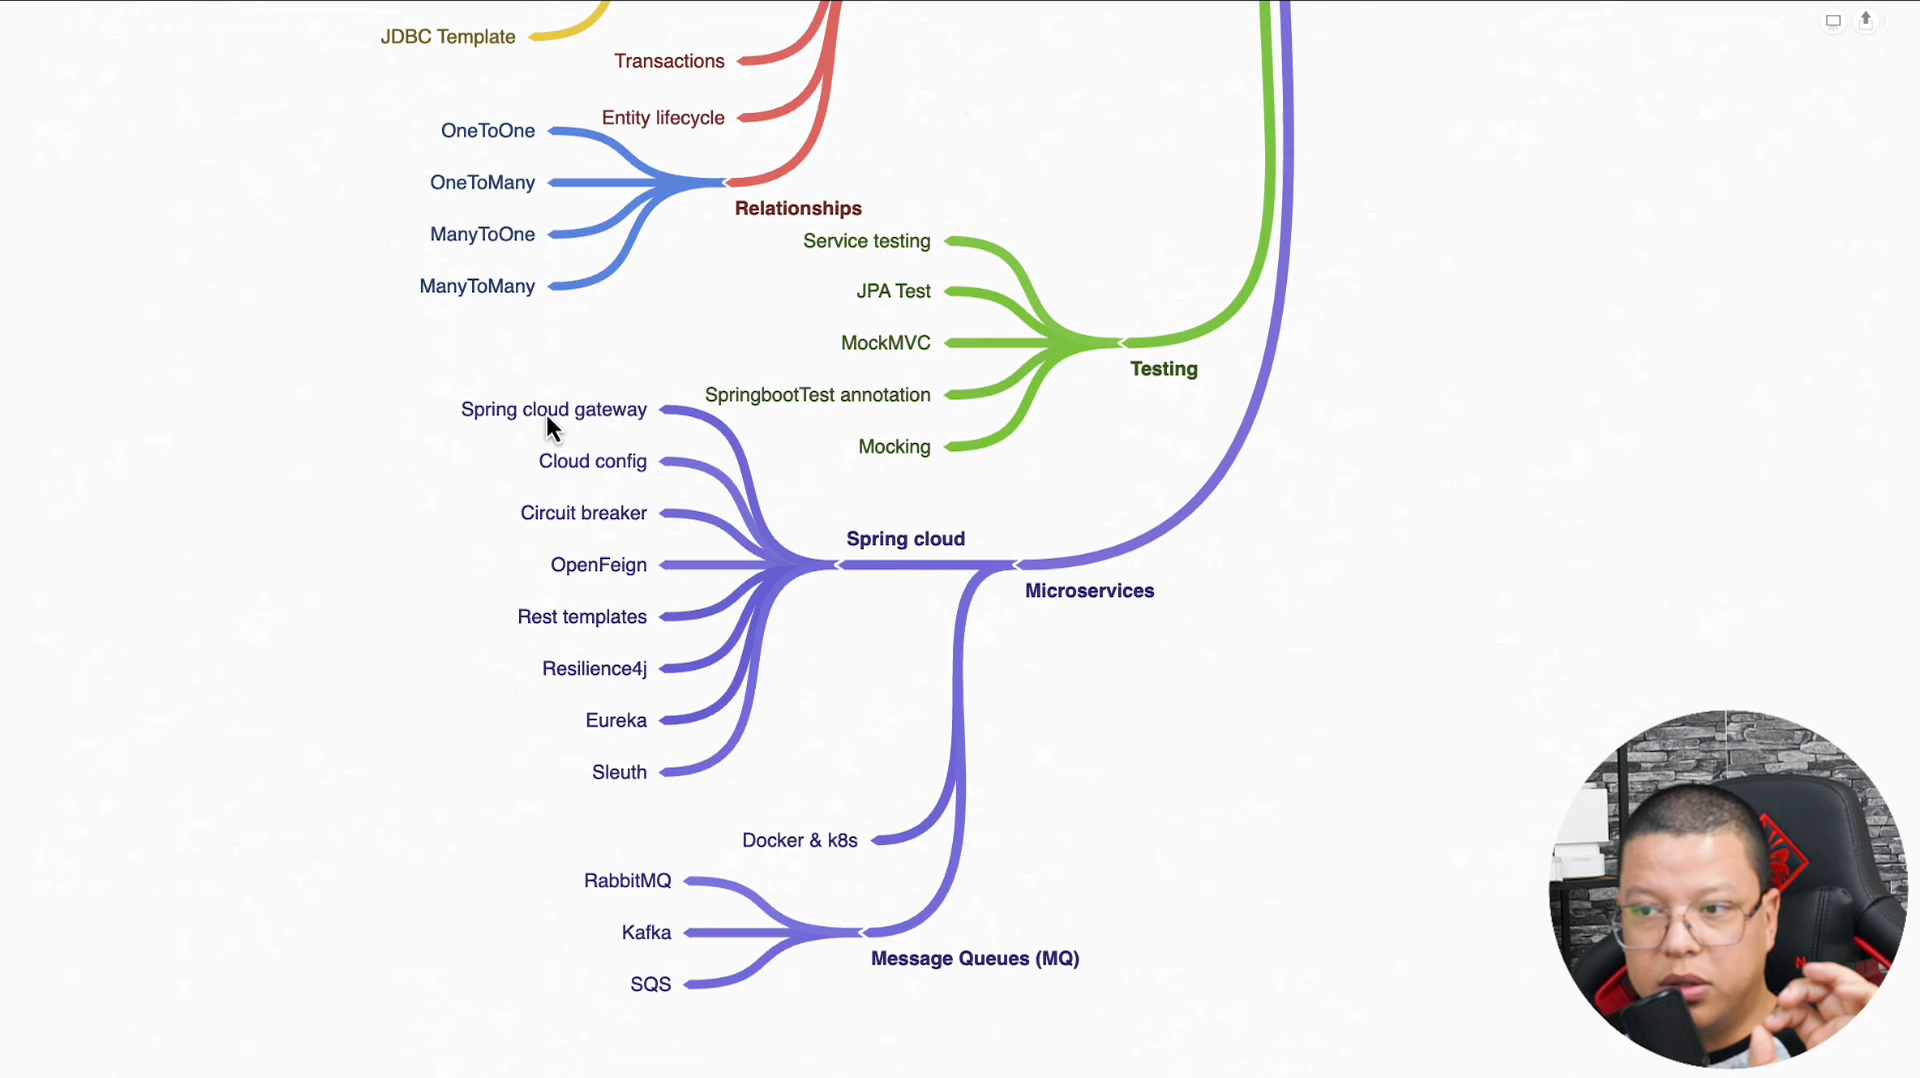 JDBC Template
Transactions
Entity lifecycle
OneToOne
OneToMany
ManyToOne
ManyToMany
Relationships
Service testing
JPA Test
MockMVC
SpringbootTest annotation
Mocking
Testing
Spring cloud gateway
Cloud config
Circuit breaker
OpenFeign
Rest templates
Resilience4j
Eureka
Sleuth
Spring cloud
Microservices
Docker & k8s
RabbitMQ
Kafka
SQS
Message Queues (MQ)